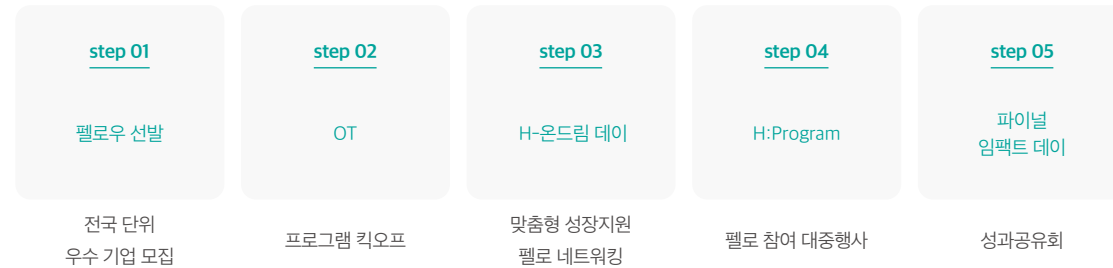 step 01
펠로우 선발
전국 단위
우수 기업 모집
step 02
OT
프로그램 킥오프
step 03
H-온드림 데이
맞춤형 성장지원
펠로 네트워킹
step 04
H:Program
펠로 참여 대중행사
step 05
파이널
임팩트 데이
성과공유회